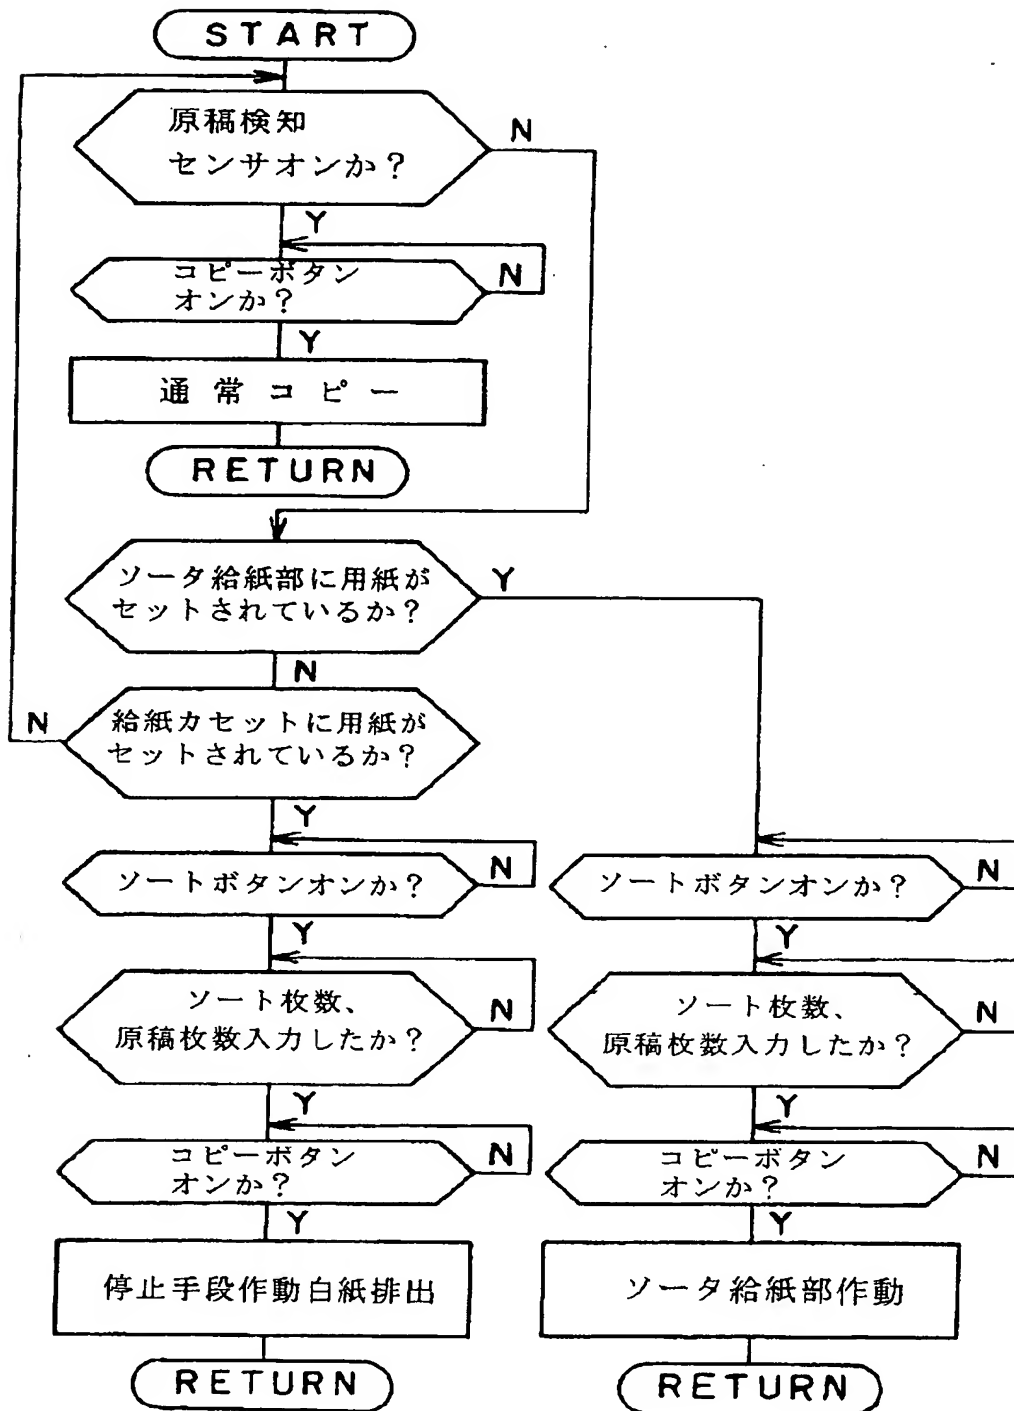 START
原稿検知
センサオンか?
N
Y
コピーボタン
オンか?
N
Y
通常コピー
RETURN
ソータ給紙部に用紙が
セットされているか?
Y
N
給紙カセットに用紙が
セットされているか?
N
Y
ソートボタンオンか?
N
Y
ソート枚数、
原稿枚数入力したか?
N
Y
コピーボタン
オンか?
N
Y
停止手段作動白紙排出
RETURN
ソートボタンオンか?
N
Y
ソート枚数、
原稿枚数入力したか?
N
Y
コピーボタン
オンか?
N
Y
ソータ給紙部作動
RETURN